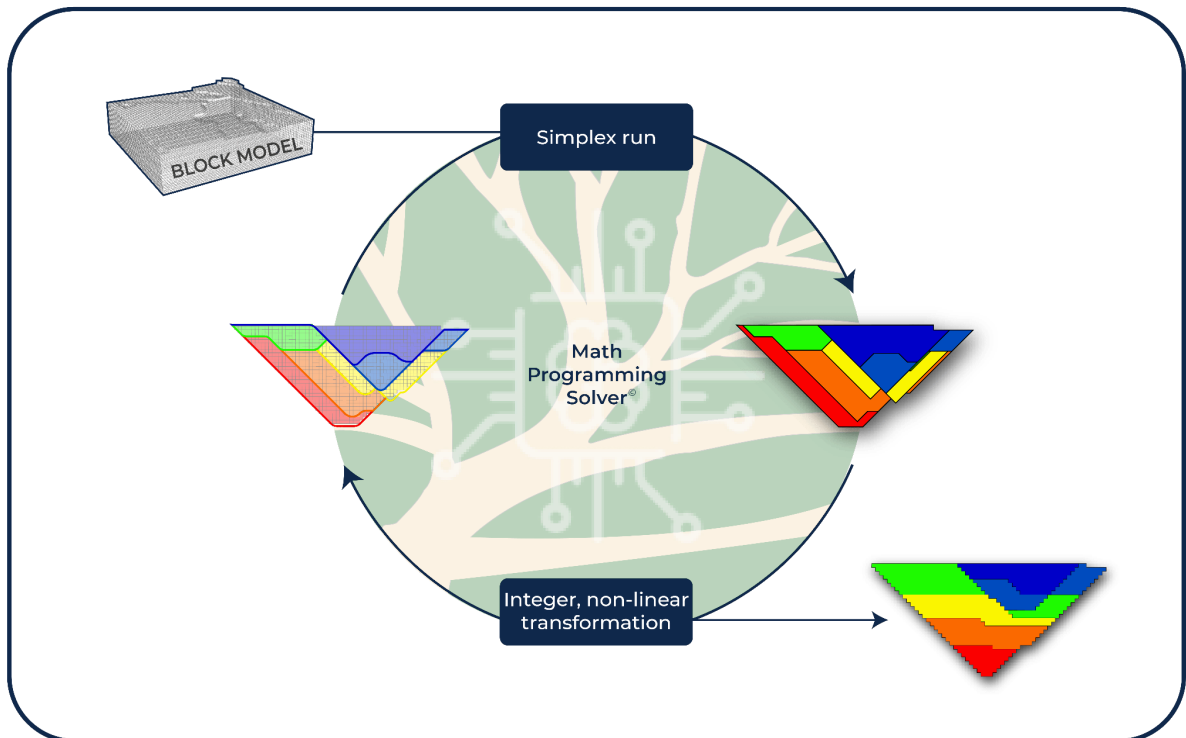 BLOCK MODEL
Simplex run
Math
Programming
Solver©
Integer, non-linear
transformation